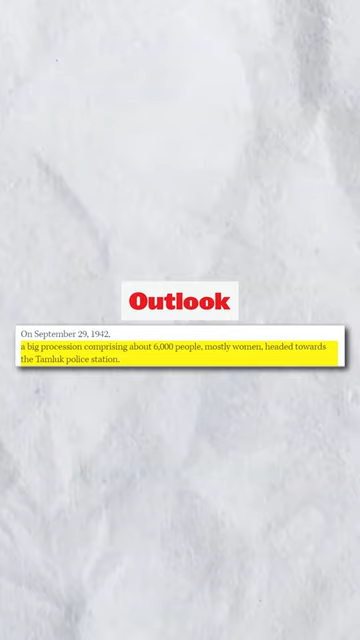 Outlook
On September 29, 1942,
a big procession comprising about 6,000 people, mostly women, headed towards
the Tamluk police station.